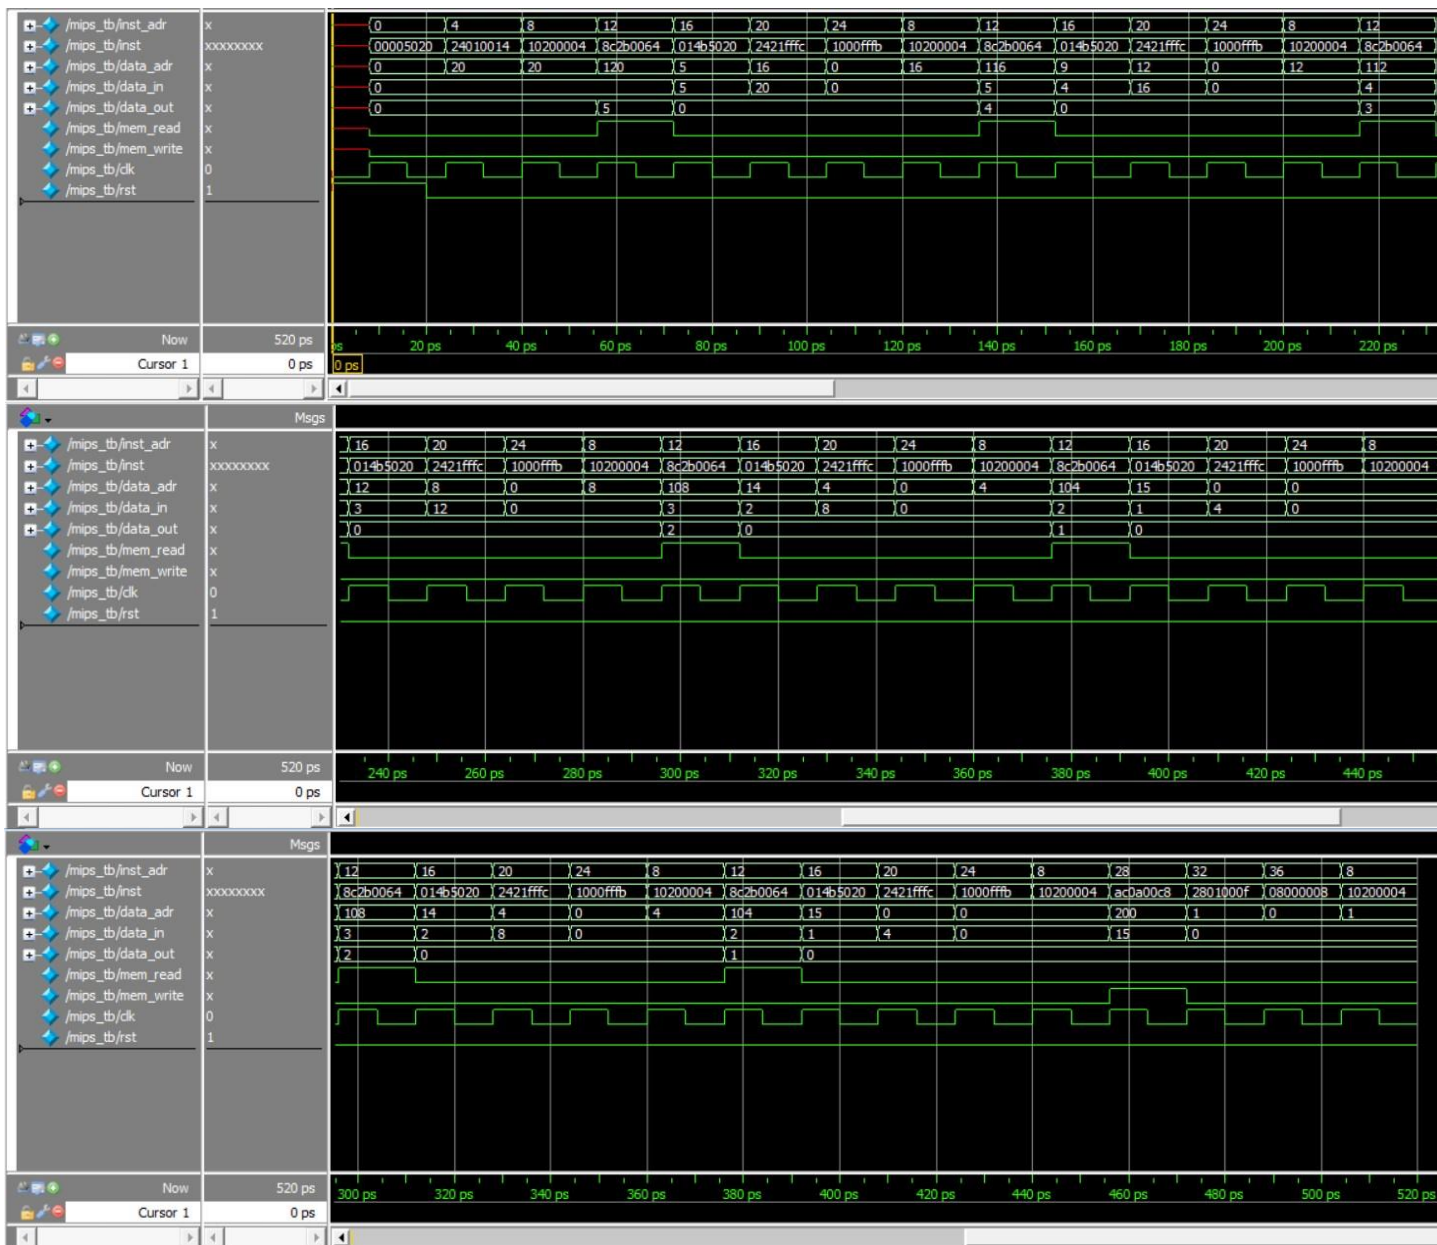 /mips_tb/inst_adr x 0 4 8 12 16 20 24 8 12 16 20 24 8 12
/mips_tb/inst xxxxxxxx 00005020 24010014 10200004 8c2b0064 014b5020 2421fffc 1000fffb 10200004 8c2b0064 014b5020 2421fffc 1000fffb 10200004 8c2b0064
/mips_tb/data_adr x 0 20 20 120 5 16 0 16 116 9 12 0 12 112
/mips_tb/data_in x 0 5 20 0 5 4 16 0 4
/mips_tb/data_out x 0 5 0 4 0 3
/mips_tb/mem_read x
/mips_tb/mem_write x
/mips_tb/clk 0
/mips_tb/rst 1
Now 520 ps ps 20 ps 40 ps 60 ps 80 ps 100 ps 120 ps 140 ps 160 ps 180 ps 200 ps 220 ps
Cursor 1 0 ps 0 ps
Msgs
/mips_tb/inst_adr x 16 20 24 8 12 16 20 24 8 12 16 20 24 8
/mips_tb/inst xxxxxxxx 014b5020 2421fffc 1000fffb 10200004 8c2b0064 014b5020 2421fffc 1000fffb 10200004 8c2b0064 014b5020 2421fffc 1000fffb 10200004
/mips_tb/data_adr x 12 8 0 8 108 14 4 0 4 104 15 0 0
/mips_tb/data_in x 3 12 0 3 2 8 0 2 1 4 0
/mips_tb/data_out x 0 2 0 1 0
/mips_tb/mem_read x
/mips_tb/mem_write x
/mips_tb/clk 0
/mips_tb/rst 1
Now 520 ps 240 ps 260 ps 280 ps 300 ps 320 ps 340 ps 360 ps 380 ps 400 ps 420 ps 440 ps
Cursor 1 0 ps
Msgs
/mips_tb/inst_adr x 12 16 20 24 8 12 16 20 24 8 28 32 36 8
/mips_tb/inst xxxxxxxx 8c2b0064 014b5020 2421fffc 1000fffb 10200004 8c2b0064 014b5020 2421fffc 1000fffb 10200004 ac0a00c8 2801000f 08000008 10200004
/mips_tb/data_adr x 108 14 4 0 4 104 15 0 0 200 1 0 1
/mips_tb/data_in x 3 2 8 0 2 1 4 0 15 0
/mips_tb/data_out x 2 0 1 0
/mips_tb/mem_read x
/mips_tb/mem_write x
/mips_tb/clk 0
/mips_tb/rst 1
Now 520 ps 300 ps 320 ps 340 ps 360 ps 380 ps 400 ps 420 ps 440 ps 460 ps 480 ps 500 ps 520 ps
Cursor 1 0 ps